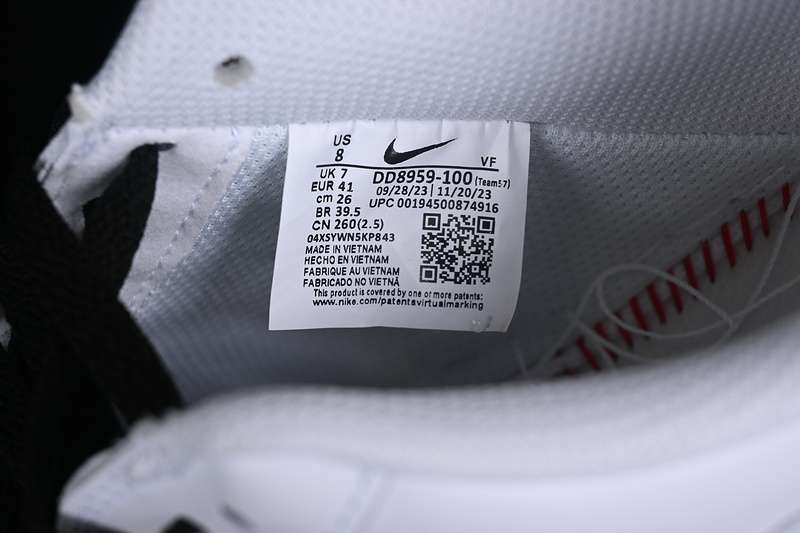 US
8
VF
UK 7
EUR 41
cm 26
BR 39.5
CN 260(2.5)
DD8959-100 (Team57)
09/28/23 | 11/20/23
UPC 00194500874916
04XSYWN5KP843
MADE IN VIETNAM
HECHO EN VIETNAM
FABRIQUE AU VIETNAM
FABRICADO NO VIETNÃ
This product is covered by one or more patents:
www.nike.com/patentsvirtualmarking